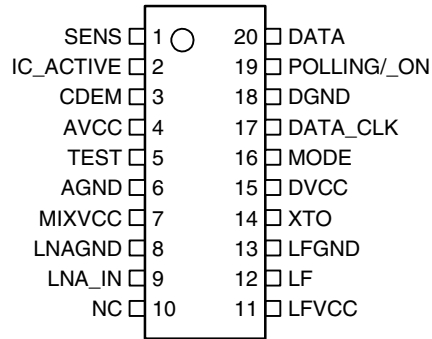 SENS 1 20 DATA
IC_ACTIVE 2 19 POLLING/_ON
CDEM 3 18 DGND
AVCC 4 17 DATA_CLK
TEST 5 16 MODE
AGND 6 15 DVCC
MIXVCC 7 14 XTO
LNAGND 8 13 LFGND
LNA_IN 9 12 LF
NC 10 11 LFVCC